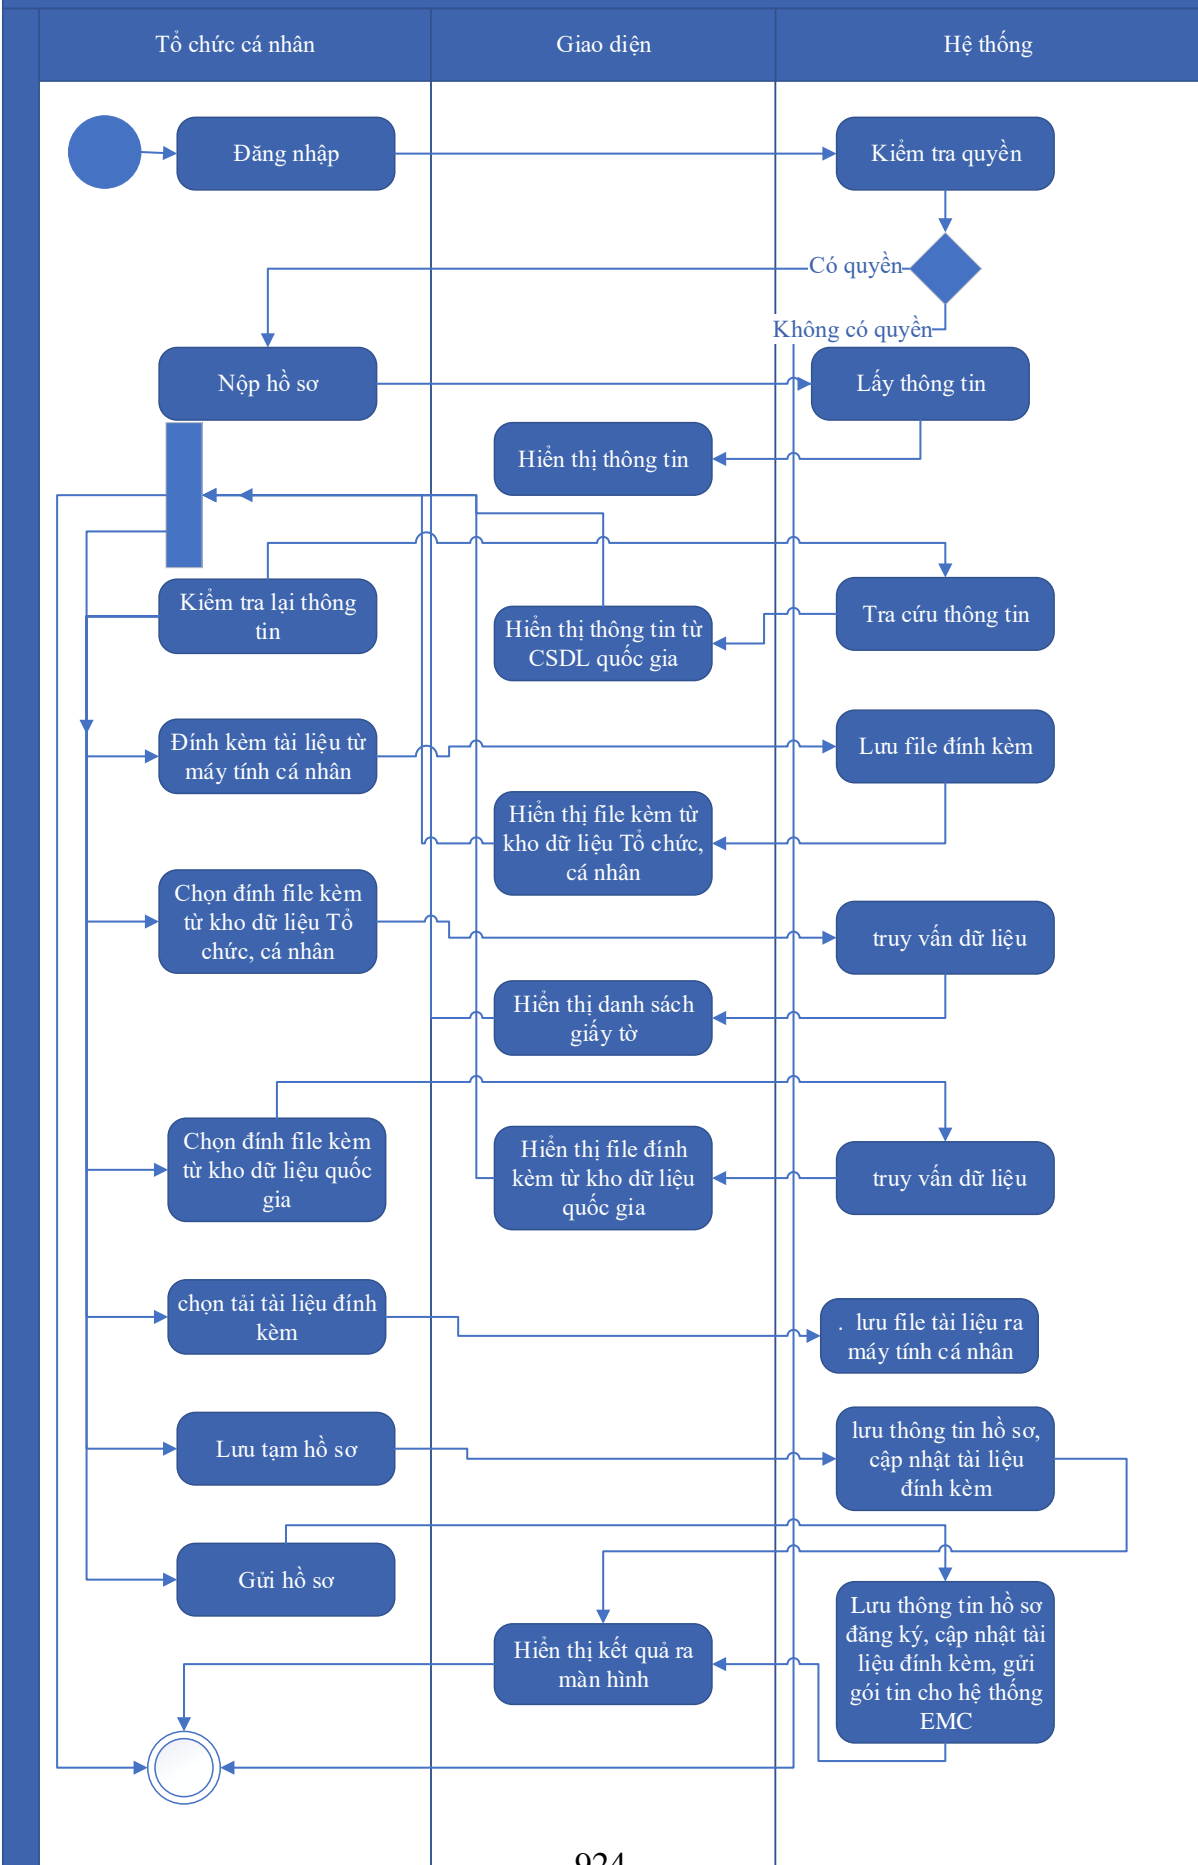 Tổ chức cá nhân
Giao diện
Hệ thống
Đăng nhập
Kiểm tra quyền
Có quyền
Không có quyền
Nộp hồ sơ
Lấy thông tin
Hiển thị thông tin
Kiểm tra lại thông
tin
Hiển thị thông tin từ
CSDL quốc gia
Tra cứu thông tin
Đính kèm tài liệu từ
máy tính cá nhân
Lưu file đính kèm
Hiển thị file kèm từ
kho dữ liệu Tổ chức,
cá nhân
Chọn đính file kèm
từ kho dữ liệu Tổ
chức, cá nhân
truy vấn dữ liệu
Hiển thị danh sách
giấy tờ
Chọn đính file kèm
từ kho dữ liệu quốc
gia
Hiển thị file đính
kèm từ kho dữ liệu
quốc gia
truy vấn dữ liệu
chọn tải tài liệu đính
kèm
. lưu file tài liệu ra
máy tính cá nhân
Lưu tạm hồ sơ
lưu thông tin hồ sơ,
cập nhật tài liệu
đính kèm
Gửi hồ sơ
Hiển thị kết quả ra
màn hình
Lưu thông tin hồ sơ
đăng ký, cập nhật tài
liệu đính kèm, gửi
gói tin cho hệ thống
EMC
924